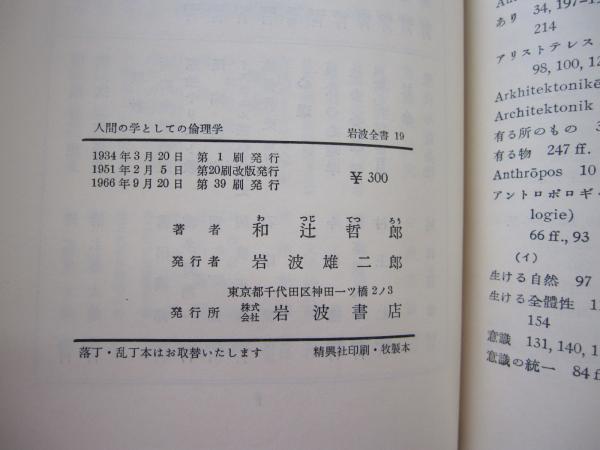 人間の学としての倫理学 岩波全書 19
1934年3月20日 第1刷発行
1951年2月5日 第20刷改版発行
1966年9月20日 第39刷発行
¥300
わ つじ てつ ろう
著者 和辻哲郎
発行者 岩波雄二郎
東京都千代田区神田一ツ橋2ノ3
発行所 株式会社 岩波書店
落丁・乱丁本はお取替いたします 精興社印刷・牧製本
あり 34, 197-1
214
アリストテレス
98, 100, 12
Arkhitektonikē
Architektonik
有る所のもの 3
有る物 247 ff.
Anthrōpos 10
アントロポロギ
logie)
66 ff., 93
(イ)
生ける自然 97
生ける全體性 1
154
意識 131, 140, 1
意識の統一 84 ff